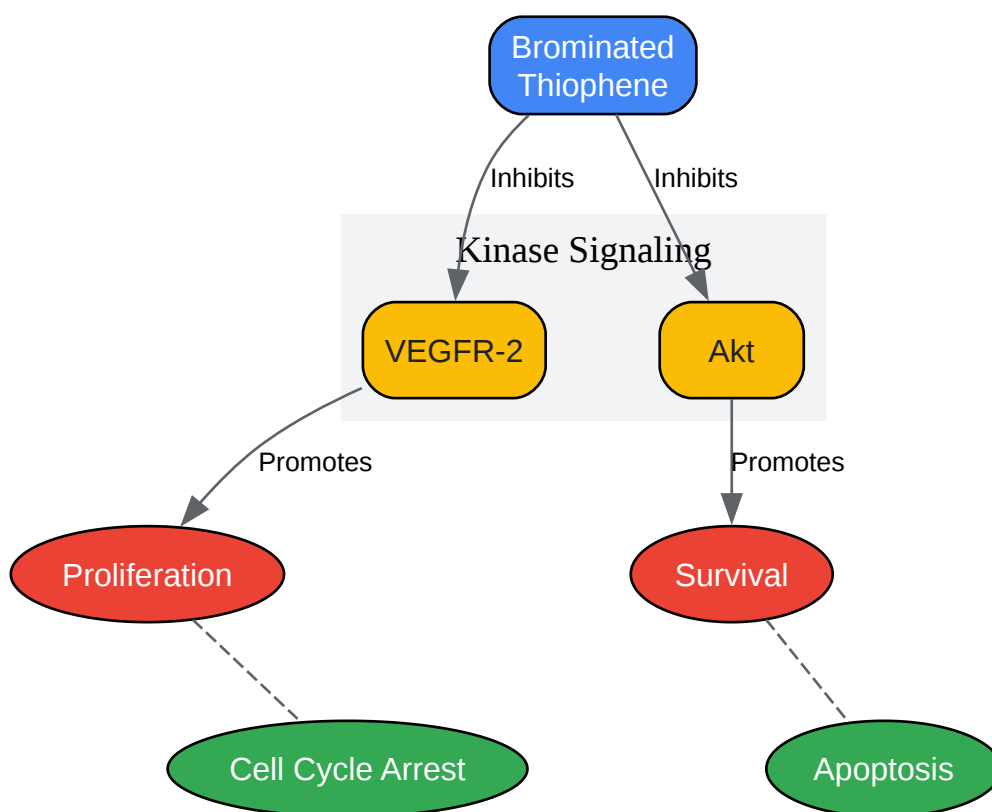 Brominated
Thiophene
Inhibits
Inhibits
Kinase Signaling
VEGFR-2
Akt
Promotes
Promotes
Proliferation
Survival
Cell Cycle Arrest
Apoptosis